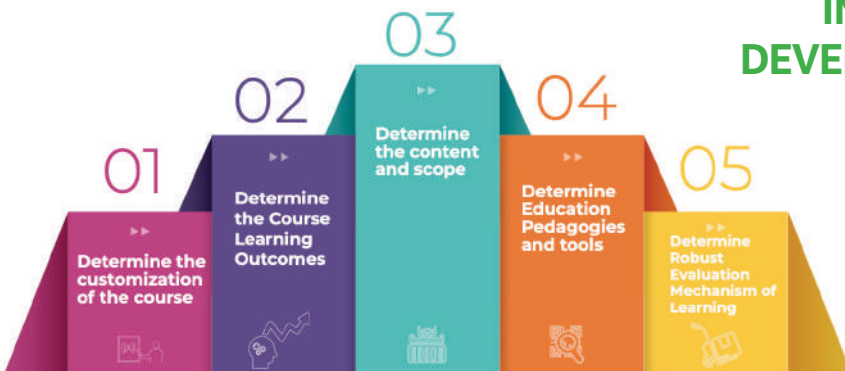 01
Determine the
customization
of the course
02
Determine
the Course
Learning
Outcomes
03
Determine
the content
and scope
04
Determine
Education
Pedagogies
and tools
05
Determine
Robust
Evaluation
Mechanism of
Learning